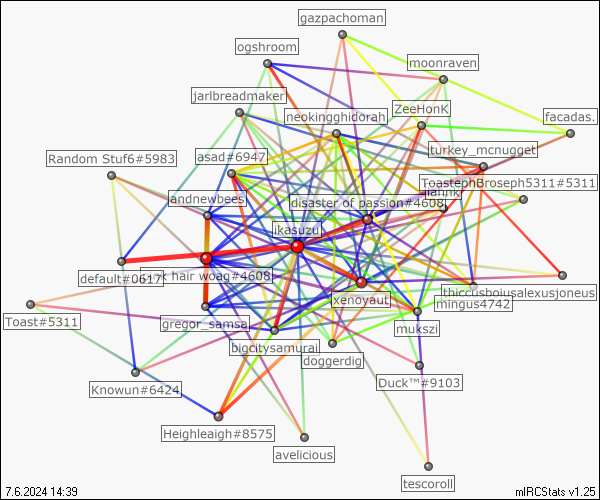 gazpachoman
ogshroom
moonraven
jarlbreadmaker
ZeeHonK
neokingghidorah
facadas.
turkey_mcnugget
Random Stuf6#5983
asad#6947
ToastephBroseph5311#5311
jandnewbees
disaster of passion#4608
ikasuzu
default#0617
k hair woag#4608
thiccusboiusalexusjoneus
xenoyaut
mingus4742
Toast#5311
gregor_samsa
mukszi
bigcitysamurai
doggerdig
Knowun#6424
Duck™#9103
Heighleigh#8575
avelicious
tescoroll
7.6.2024 14:39
mIRCStats v1.25